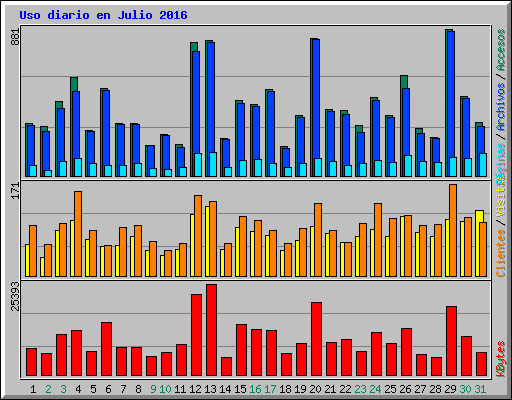 Uso diario en Julio 2016
881
171
25393
Accesos / Archivos / Páginas
Clientes / Visitas
KBytes
1 2 3 4 5 6 7 8 9 10 11 12 13 14 15 16 17 18 19 20 21 22 23 24 25 26 27 28 29 30 31